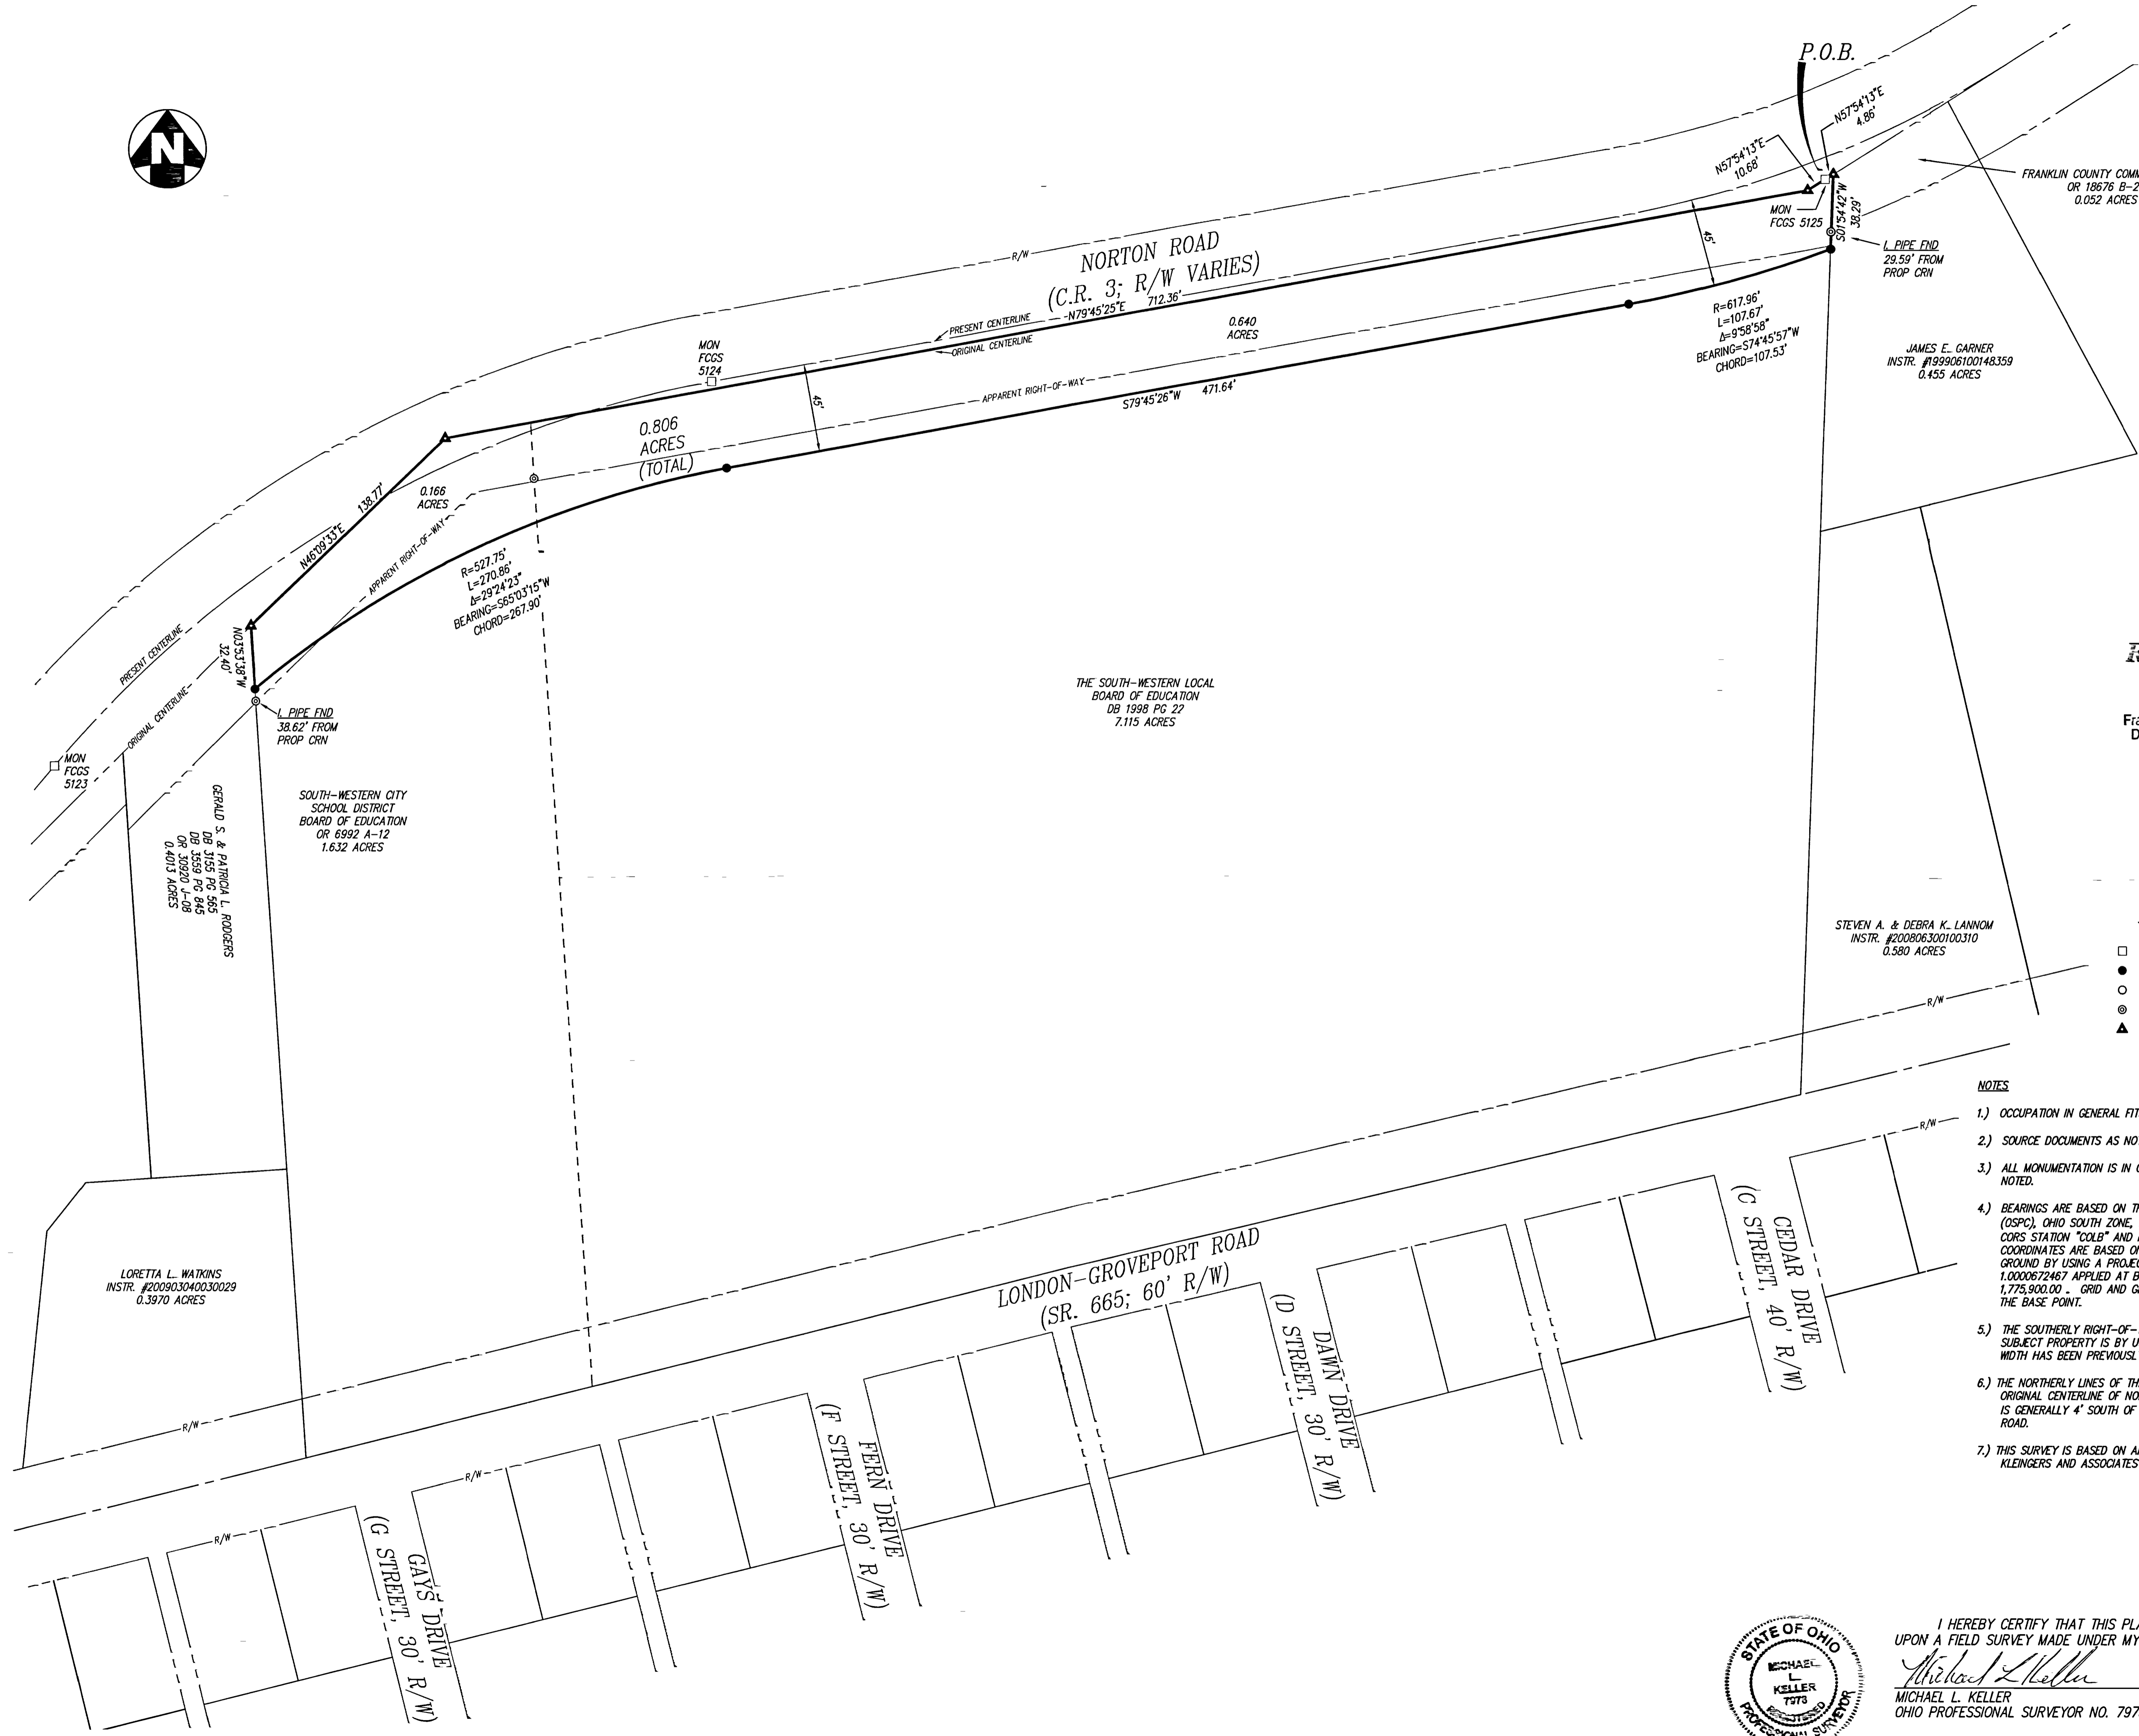 P.O.B.
N
N57°54'13"E
4.86'
N57°54'13"E
10.68'
MON
FCGS 5125
S01°54'42"W
38.29'
FRANKLIN COUNTY COMM
OR 18676 B-2
0.052 ACRES
I. PIPE FND
29.59' FROM
PROP CRN
R/W
NORTON ROAD
(C.R. 3; R/W VARIES)
N79°45'25"E 712.36'
PRESENT CENTERLINE
ORIGINAL CENTERLINE
45'
0.640
ACRES
R=617.96'
L=107.67'
Δ=9°58'58"
BEARING=S74°45'57"W
CHORD=107.53'
JAMES E. GARNER
INSTR. #199906100148359
0.455 ACRES
MON
FCGS
5124
APPARENT RIGHT-OF-WAY
S79°45'26"W 471.64'
45'
0.806
ACRES
(TOTAL)
0.166
ACRES
138.77'
N46°09'33"E
APPARENT RIGHT-OF-WAY
R=527.75'
L=270.86'
Δ=29°24'23"
BEARING=S65°03'15"W
CHORD=267.90'
PRESENT CENTERLINE
ORIGINAL CENTERLINE
N03°53'38"W
32.40'
I. PIPE FND
38.62' FROM
PROP CRN
MON
FCGS
5123
THE SOUTH-WESTERN LOCAL
BOARD OF EDUCATION
DB 1998 PG 22
7.115 ACRES
Fra
D
GERALD S. & PATRICIA L. RODGERS
DB 3155 PG 565
DB 3559 PG 845
OR 30920 J-08
0.4013 ACRES
SOUTH-WESTERN CITY
SCHOOL DISTRICT
BOARD OF EDUCATION
OR 6992 A-12
1.632 ACRES
STEVEN A. & DEBRA K. LANNOM
INSTR. #200806300100310
0.580 ACRES
R/W
LORETTA L. WATKINS
INSTR. #200903040030029
0.3970 ACRES
R/W
LONDON-GROVEPORT ROAD
(SR. 665; 60' R/W)
R/W
CEDAR DRIVE
(C STREET, 40' R/W)
DAWN DRIVE
(D STREET, 30' R/W)
FERN DRIVE
(F STREET, 30' R/W)
R/W
R/W
GAYS DRIVE
(G STREET, 30' R/W)
NOTES
1.) OCCUPATION IN GENERAL FIT
2.) SOURCE DOCUMENTS AS NO
3.) ALL MONUMENTATION IS IN
NOTED.
4.) BEARINGS ARE BASED ON TH
(OSPC), OHIO SOUTH ZONE,
CORS STATION "COLB" AND
COORDINATES ARE BASED ON
GROUND BY USING A PROJEC
1.0000672467 APPLIED AT B
1,775,900.00 . GRID AND G
THE BASE POINT.
5.) THE SOUTHERLY RIGHT-OF-
SUBJECT PROPERTY IS BY U
WIDTH HAS BEEN PREVIOUSL
6.) THE NORTHERLY LINES OF TH
ORIGINAL CENTERLINE OF NO
IS GENERALLY 4' SOUTH OF
ROAD.
7.) THIS SURVEY IS BASED ON A
KLEINGERS AND ASSOCIATES
I HEREBY CERTIFY THAT THIS PLA
UPON A FIELD SURVEY MADE UNDER MY
Michael L Keller
MICHAEL L. KELLER
OHIO PROFESSIONAL SURVEYOR NO. 797
STATE OF OHIO
MICHAEL
L.
KELLER
7978
REGISTERED
PROFESSIONAL SURVEYOR